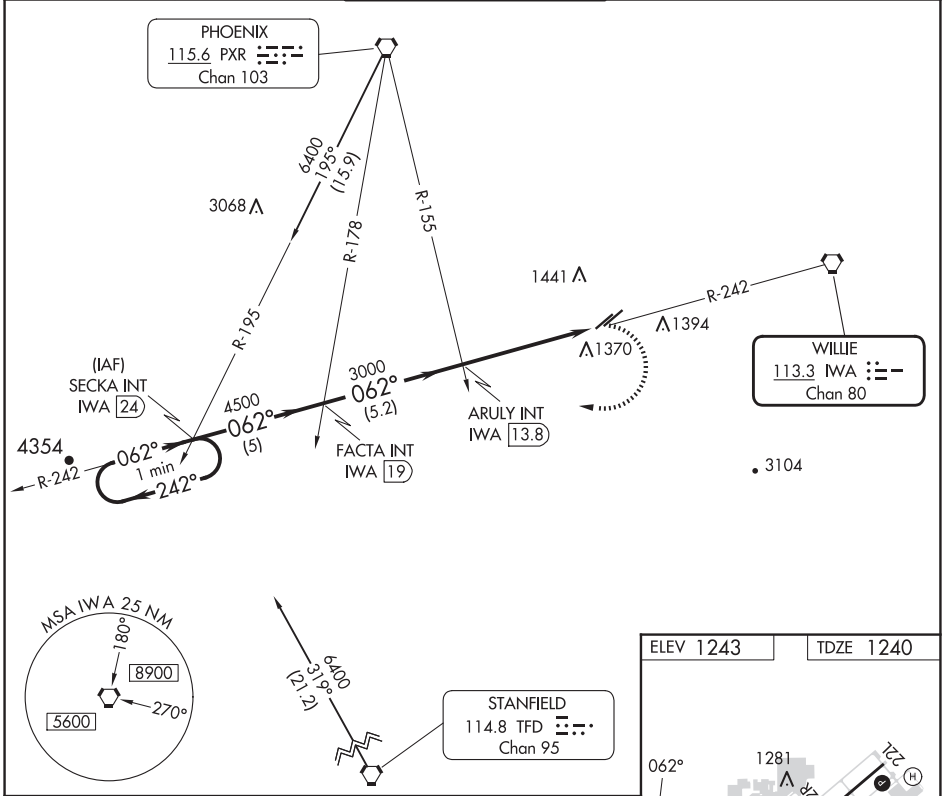 PHOENIX
115.6 PXR
Chan 103
6400
195°
(15.9)
3068
R-178
R-155
1441
R-242
1394
1370
WILLIE
113.3 IWA
Chan 80
R-195
(IAF)
SECKA INT
IWA 24
3000
062°
(5.2)
4500
062°
(5)
ARULY INT
IWA 13.8
FACTA INT
IWA 19
4354
R-242
062°
1 min
242°
3104
MSA IWA 25 NM
180°
8900
270°
5600
6400
319°
(21.2)
STANFIELD
114.8 TFD
Chan 95
ELEV 1243
TDZE 1240
062°
1281
22L
P
H